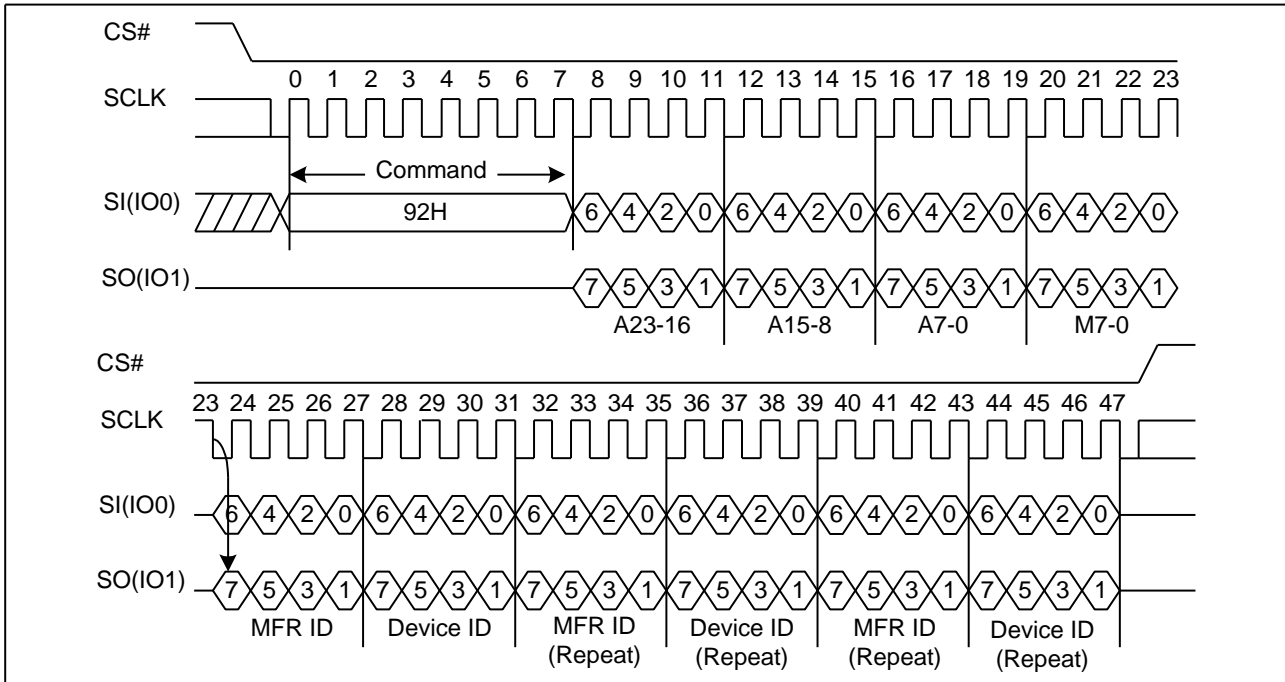 CS#
0 1 2 3 4 5 6 7 8 9 10 11 12 13 14 15 16 17 18 19 20 21 22 23
SCLK
Command
SI(IO0) 92H 6 4 2 0 6 4 2 0 6 4 2 0 6 4 2 0
SO(IO1) 7 5 3 1 7 5 3 1 7 5 3 1 7 5 3 1
A23-16 A15-8 A7-0 M7-0
CS#
23 24 25 26 27 28 29 30 31 32 33 34 35 36 37 38 39 40 41 42 43 44 45 46 47
SCLK
SI(IO0) 6 4 2 0 6 4 2 0 6 4 2 0 6 4 2 0 6 4 2 0 6 4 2 0
SO(IO1) 7 5 3 1 7 5 3 1 7 5 3 1 7 5 3 1 7 5 3 1 7 5 3 1
MFR ID Device ID MFR ID Device ID MFR ID Device ID
(Repeat) (Repeat) (Repeat) (Repeat)